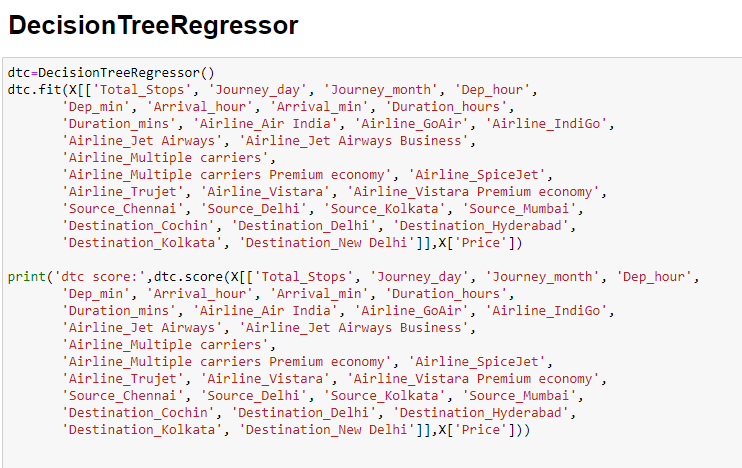 DecisionTreeRegressor
dtc=DecisionTreeRegressor()
dtc.fit(X[['Total_Stops', 'Journey_day', 'Journey_month', 'Dep_hour',
'Dep_min', 'Arrival_hour', 'Arrival_min', 'Duration_hours',
'Duration_mins', 'Airline_Air India', 'Airline_GoAir', 'Airline_IndiGo',
'Airline_Jet Airways', 'Airline_Jet Airways Business',
'Airline_Multiple carriers',
'Airline_Multiple carriers Premium economy', 'Airline_SpiceJet',
'Airline_Trujet', 'Airline_Vistara', 'Airline_Vistara Premium economy',
'Source_Chennai', 'Source_Delhi', 'Source_Kolkata', 'Source_Mumbai',
'Destination_Cochin', 'Destination_Delhi', 'Destination_Hyderabad',
'Destination_Kolkata', 'Destination_New Delhi']],X['Price'])
print('dtc score:',dtc.score(X[['Total_Stops', 'Journey_day', 'Journey_month', 'Dep_hour',
'Dep_min', 'Arrival_hour', 'Arrival_min', 'Duration_hours',
'Duration_mins', 'Airline_Air India', 'Airline_GoAir', 'Airline_IndiGo',
'Airline_Jet Airways', 'Airline_Jet Airways Business',
'Airline_Multiple carriers',
'Airline_Multiple carriers Premium economy', 'Airline_SpiceJet',
'Airline_Trujet', 'Airline_Vistara', 'Airline_Vistara Premium economy',
'Source_Chennai', 'Source_Delhi', 'Source_Kolkata', 'Source_Mumbai',
'Destination_Cochin', 'Destination_Delhi', 'Destination_Hyderabad',
'Destination_Kolkata', 'Destination_New Delhi']],X['Price']))